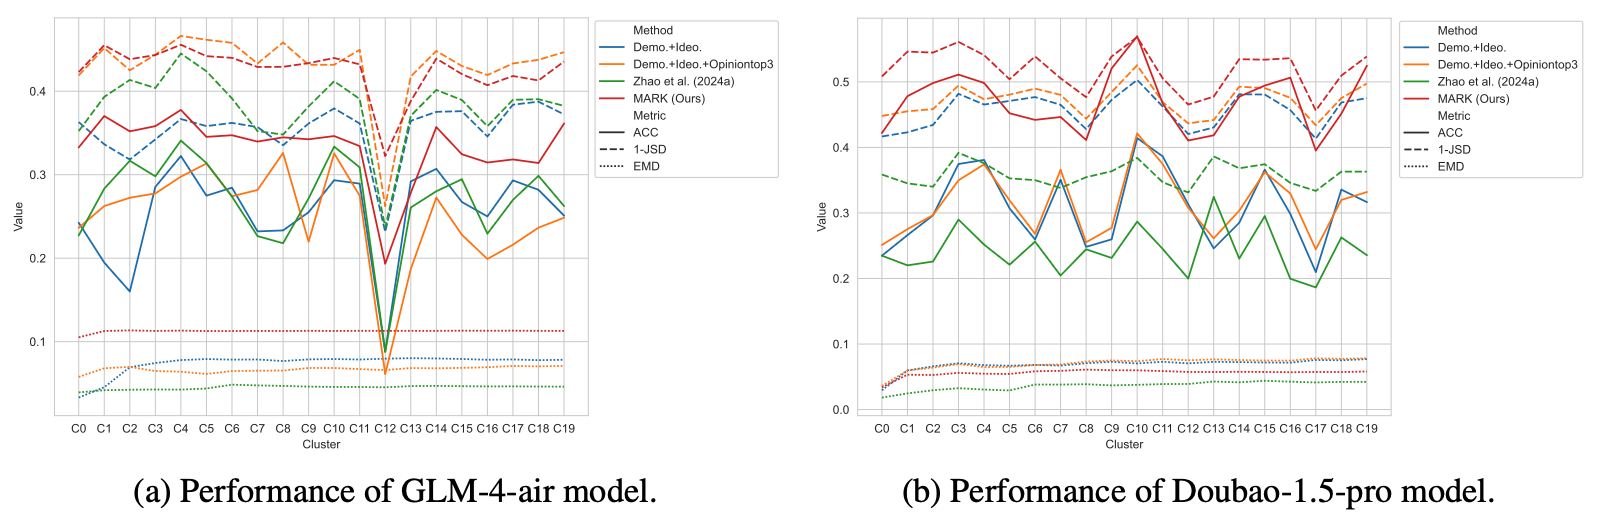 Value
0.4
0.3
0.2
0.1
C0 C1 C2 C3 C4 C5 C6 C7 C8 C9 C10 C11 C12 C13 C14 C15 C16 C17 C18 C19
Cluster
Method
Demo.+Ideo.
Demo.+Ideo.+Opiniontop3
Zhao et al. (2024a)
MARK (Ours)
Metric
ACC
1-JSD
EMD
(a) Performance of GLM-4-air model.
Value
0.5
0.4
0.3
0.2
0.1
0.0
C0 C1 C2 C3 C4 C5 C6 C7 C8 C9 C10 C11 C12 C13 C14 C15 C16 C17 C18 C19
Cluster
Method
Demo.+Ideo.
Demo.+Ideo.+Opiniontop3
Zhao et al. (2024a)
MARK (Ours)
Metric
ACC
1-JSD
EMD
(b) Performance of Doubao-1.5-pro model.